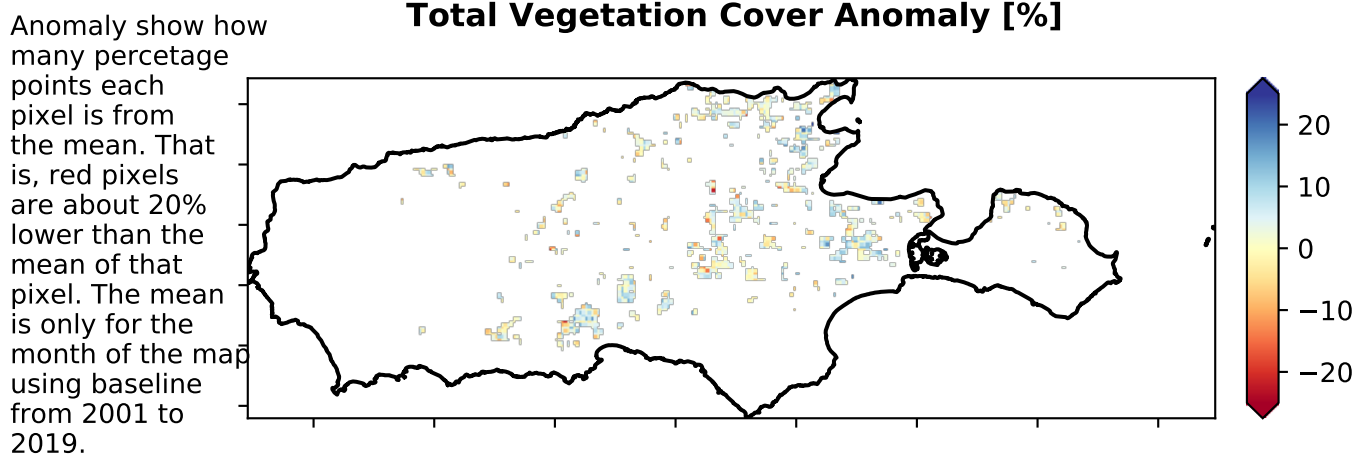 Total Vegetation Cover Anomaly [%]
Anomaly show how
many percetage
points each
pixel is from
the mean. That
is, red pixels
are about 20%
lower than the
mean of that
pixel. The mean
is only for the
month of the map
using baseline
from 2001 to
2019.
20
10
0
−10
−20